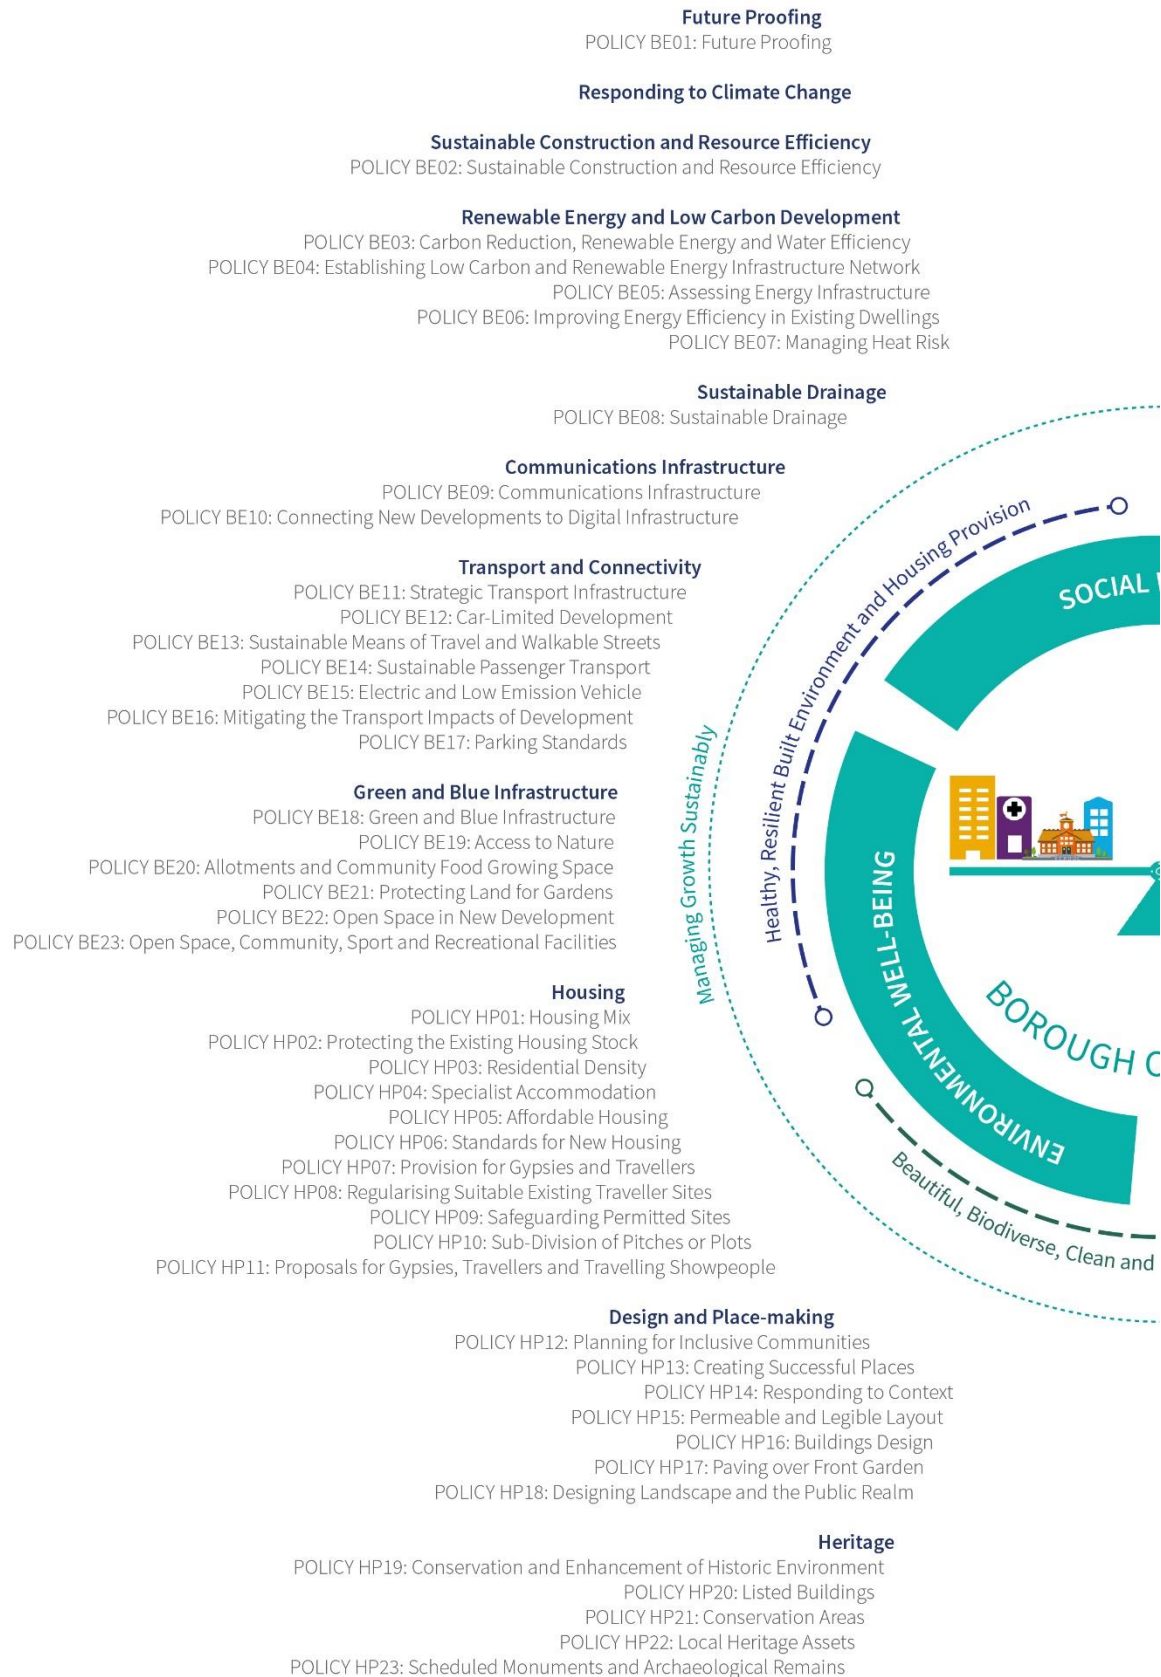 Future Proofing
POLICY BE01: Future Proofing
Responding to Climate Change
Sustainable Construction and Resource Efficiency
POLICY BE02: Sustainable Construction and Resource Efficiency
Renewable Energy and Low Carbon Development
POLICY BE03: Carbon Reduction, Renewable Energy and Water Efficiency
POLICY BE04: Establishing Low Carbon and Renewable Energy Infrastructure Network
POLICY BE05: Assessing Energy Infrastructure
POLICY BE06: Improving Energy Efficiency in Existing Dwellings
POLICY BE07: Managing Heat Risk
Sustainable Drainage
POLICY BE08: Sustainable Drainage
Communications Infrastructure
POLICY BE09: Communications Infrastructure
POLICY BE10: Connecting New Developments to Digital Infrastructure
Transport and Connectivity
POLICY BE11: Strategic Transport Infrastructure
POLICY BE12: Car-Limited Development
POLICY BE13: Sustainable Means of Travel and Walkable Streets
POLICY BE14: Sustainable Passenger Transport
POLICY BE15: Electric and Low Emission Vehicle
POLICY BE16: Mitigating the Transport Impacts of Development
POLICY BE17: Parking Standards
Green and Blue Infrastructure
POLICY BE18: Green and Blue Infrastructure
POLICY BE19: Access to Nature
POLICY BE20: Allotments and Community Food Growing Space
POLICY BE21: Protecting Land for Gardens
POLICY BE22: Open Space in New Development
POLICY BE23: Open Space, Community, Sport and Recreational Facilities
Housing
POLICY HP01: Housing Mix
POLICY HP02: Protecting the Existing Housing Stock
POLICY HP03: Residential Density
POLICY HP04: Specialist Accommodation
POLICY HP05: Affordable Housing
POLICY HP06: Standards for New Housing
POLICY HP07: Provision for Gypsies and Travellers
POLICY HP08: Regularising Suitable Existing Traveller Sites
POLICY HP09: Safeguarding Permitted Sites
POLICY HP10: Sub-Division of Pitches or Plots
POLICY HP11: Proposals for Gypsies, Travellers and Travelling Showpeople
Design and Place-making
POLICY HP12: Planning for Inclusive Communities
POLICY HP13: Creating Successful Places
POLICY HP14: Responding to Context
POLICY HP15: Permeable and Legible Layout
POLICY HP16: Buildings Design
POLICY HP17: Paving over Front Garden
POLICY HP18: Designing Landscape and the Public Realm
Heritage
POLICY HP19: Conservation and Enhancement of Historic Environment
POLICY HP20: Listed Buildings
POLICY HP21: Conservation Areas
POLICY HP22: Local Heritage Assets
POLICY HP23: Scheduled Monuments and Archaeological Remains
Managing Growth Sustainably
Healthy, Resilient Built Environment and Housing Provision
SOCIAL
ENVIRONMENTAL WELL-BEING
BOROUGH
Beautiful, Biodiverse, Clean and